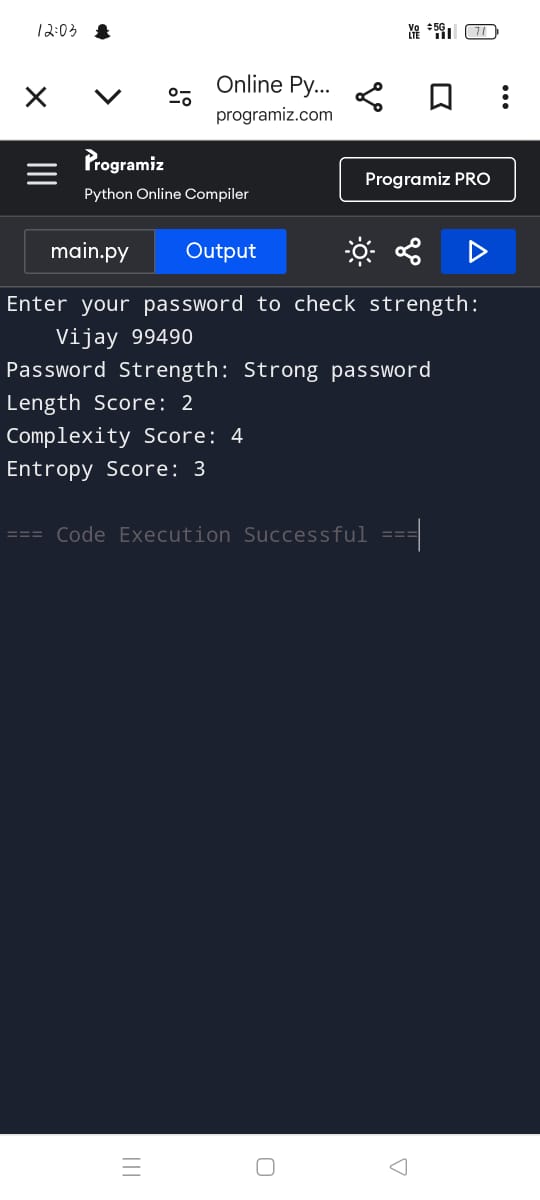 12:03
Vo LTE 5G 71
Online Py...
programiz.com
Programiz
Python Online Compiler
Programiz PRO
main.py Output
Enter your password to check strength:
    Vijay 99490
Password Strength: Strong password
Length Score: 2
Complexity Score: 4
Entropy Score: 3
=== Code Execution Successful ===